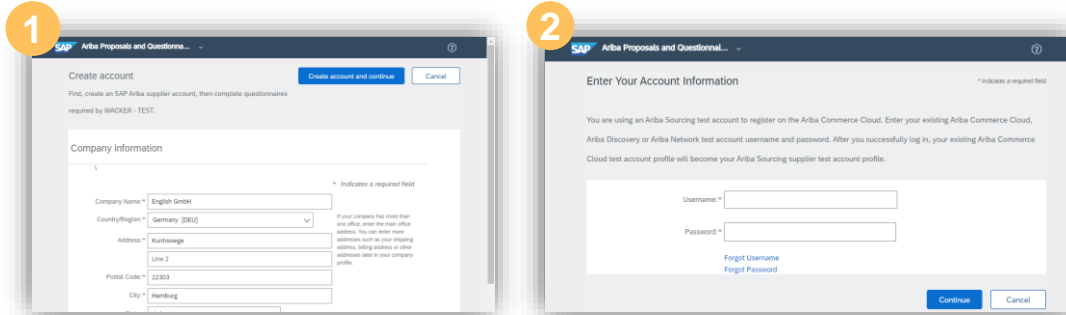 1
SAP Ariba Proposals and Questionna...
Create account
Create account and continue
Cancel
First, create an SAP Ariba supplier account, then complete questionnaires
required by WACKER - TEST.
Company information
\
* Indicates a required field
Company Name:* English GmbH
Country/Region:* Germany [DEU]
If your company has more than
one office, enter the main office
address. You can enter more
addresses such as your shipping
address, billing address or other
addresses later in your company
profile.
Address:* Kunhswege
Line 2
Postal Code:* 22303
City:* Hamburg
2
SAP Ariba Proposals and Questionnai...
Enter Your Account Information
* Indicates a required field
You are using an Ariba Sourcing test account to register on the Ariba Commerce Cloud. Enter your existing Ariba Commerce Cloud,
Ariba Discovery or Ariba Network test account username and password. After you successfully log in, your existing Ariba Commerce
Cloud test account profile will become your Ariba Sourcing supplier test account profile.
Username:*
Password:*
Forgot Username
Forgot Password
Continue
Cancel